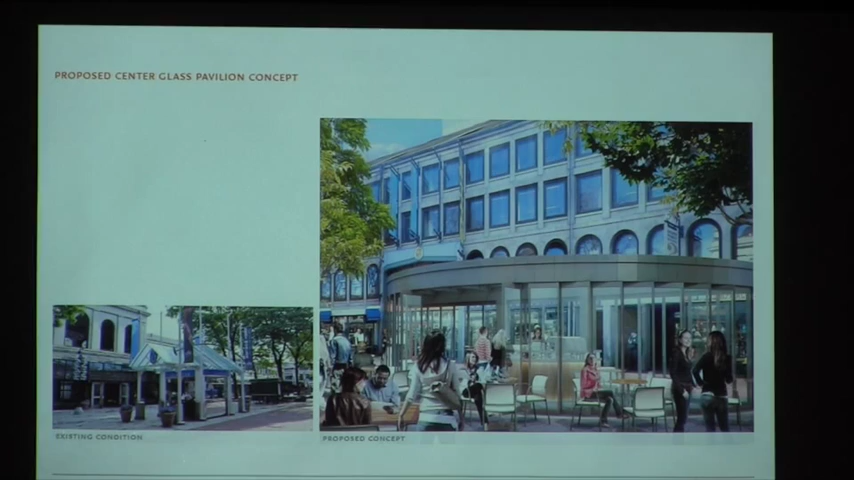 PROPOSED CENTER GLASS PAVILION CONCEPT
EXISTING CONDITION
PROPOSED CONCEPT